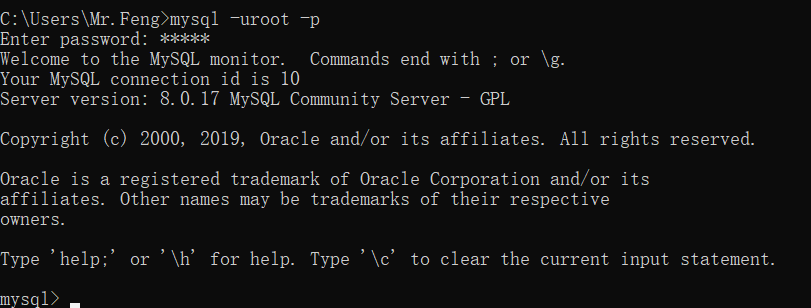 C:\Users\Mr.Feng>mysql -uroot -p
Enter password: *****
Welcome to the MySQL monitor.  Commands end with ; or \g.
Your MySQL connection id is 10
Server version: 8.0.17 MySQL Community Server - GPL
Copyright (c) 2000, 2019, Oracle and/or its affiliates. All rights reserved.
Oracle is a registered trademark of Oracle Corporation and/or its
affiliates. Other names may be trademarks of their respective
owners.
Type 'help;' or '\h' for help. Type '\c' to clear the current input statement.
mysql>